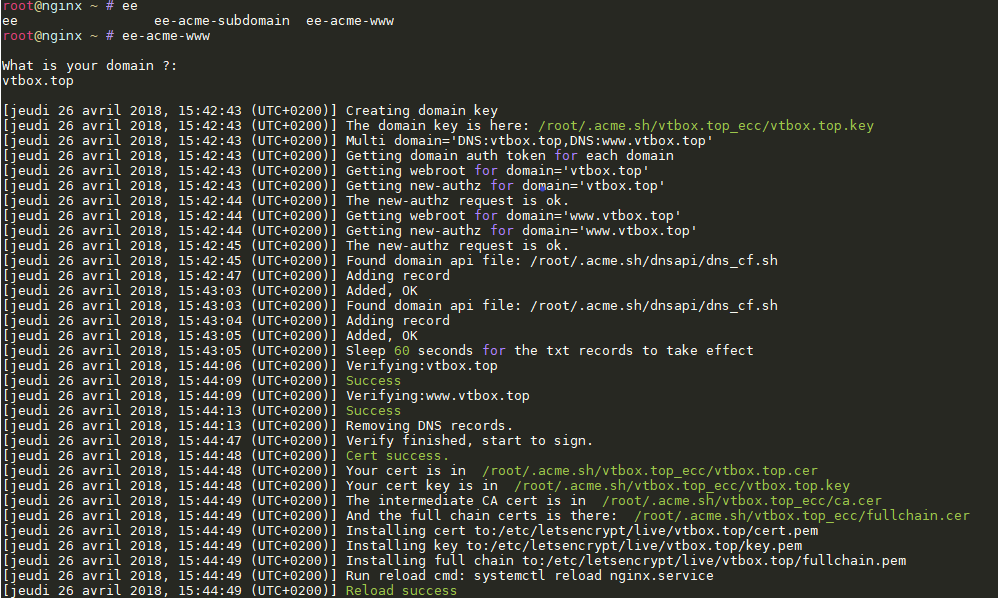 root@nginx ~ # ee
ee                 ee-acme-subdomain  ee-acme-www
root@nginx ~ # ee-acme-www
What is your domain ?:
vtbox.top
[jeudi 26 avril 2018, 15:42:43 (UTC+0200)] Creating domain key
[jeudi 26 avril 2018, 15:42:43 (UTC+0200)] The domain key is here: /root/.acme.sh/vtbox.top_ecc/vtbox.top.key
[jeudi 26 avril 2018, 15:42:43 (UTC+0200)] Multi domain='DNS:vtbox.top,DNS:www.vtbox.top'
[jeudi 26 avril 2018, 15:42:43 (UTC+0200)] Getting domain auth token for each domain
[jeudi 26 avril 2018, 15:42:43 (UTC+0200)] Getting webroot for domain='vtbox.top'
[jeudi 26 avril 2018, 15:42:43 (UTC+0200)] Getting new-authz for domain='vtbox.top'
[jeudi 26 avril 2018, 15:42:44 (UTC+0200)] The new-authz request is ok.
[jeudi 26 avril 2018, 15:42:44 (UTC+0200)] Getting webroot for domain='www.vtbox.top'
[jeudi 26 avril 2018, 15:42:44 (UTC+0200)] Getting new-authz for domain='www.vtbox.top'
[jeudi 26 avril 2018, 15:42:45 (UTC+0200)] The new-authz request is ok.
[jeudi 26 avril 2018, 15:42:45 (UTC+0200)] Found domain api file: /root/.acme.sh/dnsapi/dns_cf.sh
[jeudi 26 avril 2018, 15:42:47 (UTC+0200)] Adding record
[jeudi 26 avril 2018, 15:43:03 (UTC+0200)] Added, OK
[jeudi 26 avril 2018, 15:43:03 (UTC+0200)] Found domain api file: /root/.acme.sh/dnsapi/dns_cf.sh
[jeudi 26 avril 2018, 15:43:04 (UTC+0200)] Adding record
[jeudi 26 avril 2018, 15:43:05 (UTC+0200)] Added, OK
[jeudi 26 avril 2018, 15:43:05 (UTC+0200)] Sleep 60 seconds for the txt records to take effect
[jeudi 26 avril 2018, 15:44:06 (UTC+0200)] Verifying:vtbox.top
[jeudi 26 avril 2018, 15:44:09 (UTC+0200)] Success
[jeudi 26 avril 2018, 15:44:09 (UTC+0200)] Verifying:www.vtbox.top
[jeudi 26 avril 2018, 15:44:13 (UTC+0200)] Success
[jeudi 26 avril 2018, 15:44:13 (UTC+0200)] Removing DNS records.
[jeudi 26 avril 2018, 15:44:47 (UTC+0200)] Verify finished, start to sign.
[jeudi 26 avril 2018, 15:44:48 (UTC+0200)] Cert success.
[jeudi 26 avril 2018, 15:44:48 (UTC+0200)] Your cert is in  /root/.acme.sh/vtbox.top_ecc/vtbox.top.cer
[jeudi 26 avril 2018, 15:44:48 (UTC+0200)] Your cert key is in  /root/.acme.sh/vtbox.top_ecc/vtbox.top.key
[jeudi 26 avril 2018, 15:44:49 (UTC+0200)] The intermediate CA cert is in  /root/.acme.sh/vtbox.top_ecc/ca.cer
[jeudi 26 avril 2018, 15:44:49 (UTC+0200)] And the full chain certs is there:  /root/.acme.sh/vtbox.top_ecc/fullchain.cer
[jeudi 26 avril 2018, 15:44:49 (UTC+0200)] Installing cert to:/etc/letsencrypt/live/vtbox.top/cert.pem
[jeudi 26 avril 2018, 15:44:49 (UTC+0200)] Installing key to:/etc/letsencrypt/live/vtbox.top/key.pem
[jeudi 26 avril 2018, 15:44:49 (UTC+0200)] Installing full chain to:/etc/letsencrypt/live/vtbox.top/fullchain.pem
[jeudi 26 avril 2018, 15:44:49 (UTC+0200)] Run reload cmd: systemctl reload nginx.service
[jeudi 26 avril 2018, 15:44:49 (UTC+0200)] Reload success